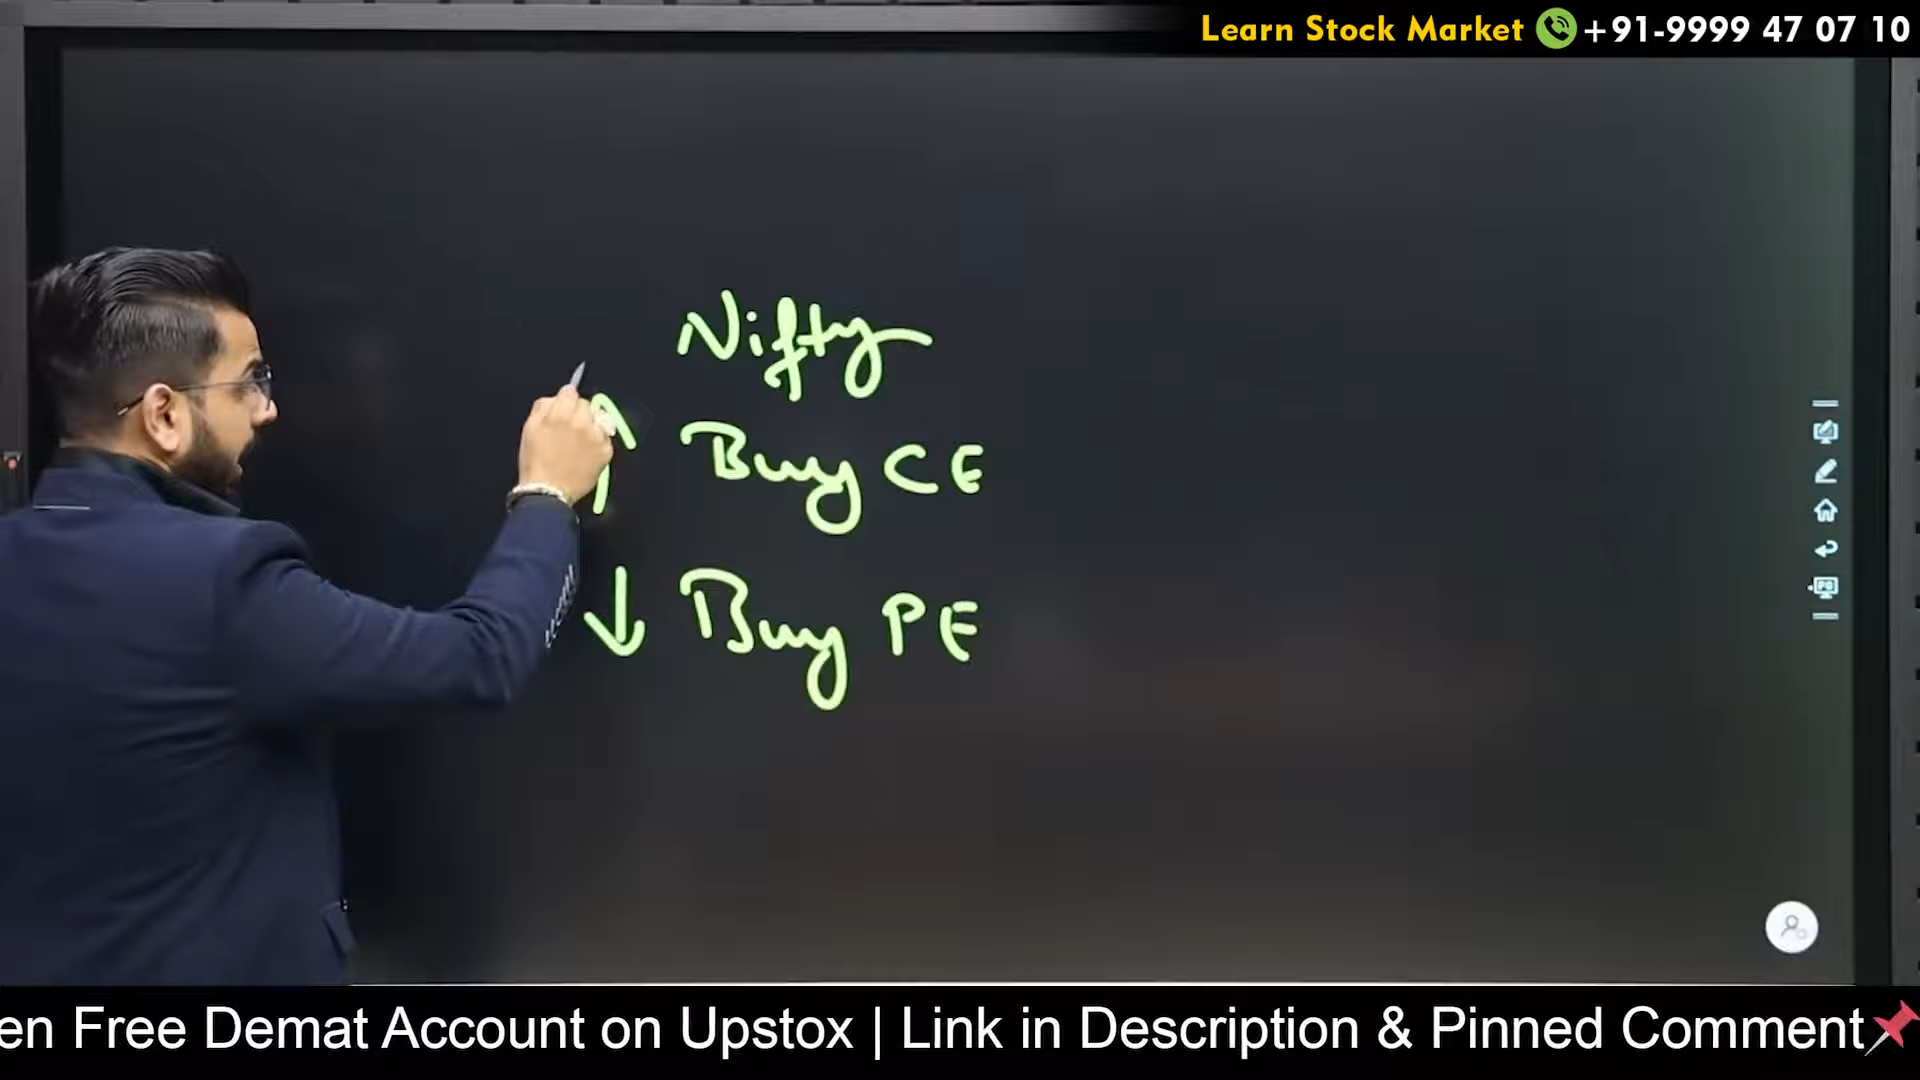 Learn Stock Market +91-9999 47 07 10
Nifty
↑ Buy CE
↓ Buy PE
en Free Demat Account on Upstox | Link in Description & Pinned Comment